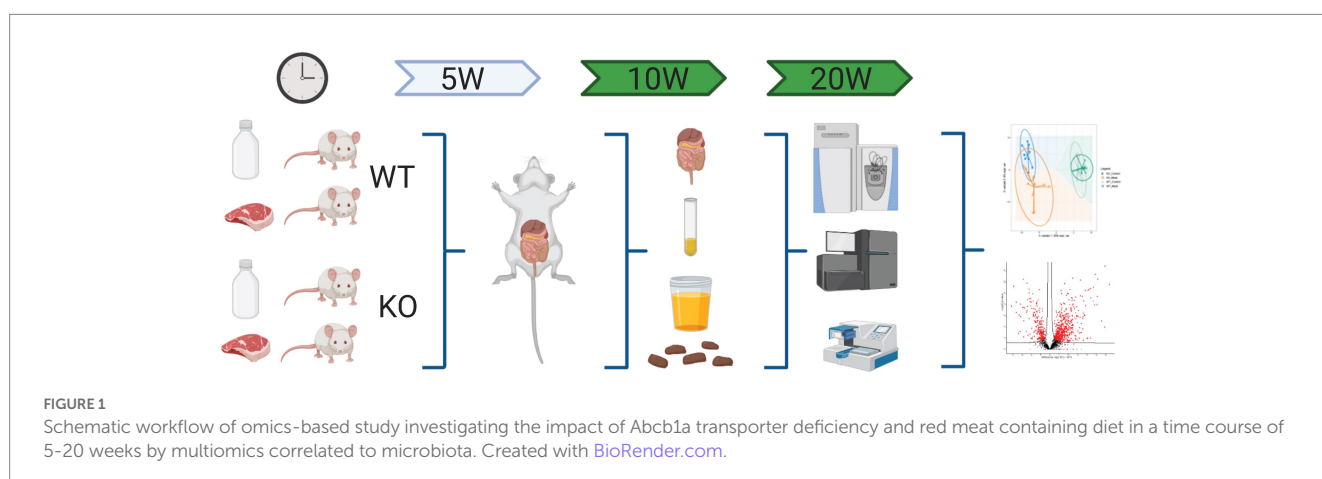 5W
10W
20W
WT
KO
FIGURE 1
Schematic workflow of omics-based study investigating the impact of Abcb1a transporter deficiency and red meat containing diet in a time course of
5-20 weeks by multiomics correlated to microbiota. Created with BioRender.com.